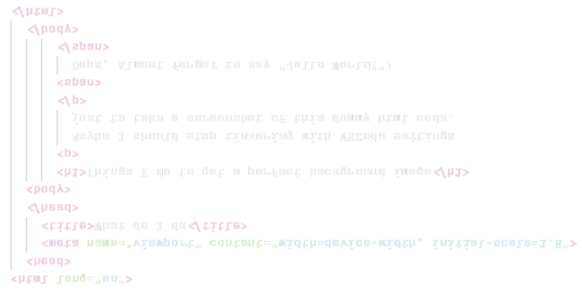 <html lang="en">
<head>
<meta name="viewport" content="width=device-width, initial-scale=1.0">
<title>What do I do</title>
</head>
<body>
<h1>Things I do to get a perfect background image</h1>
<p>
Maybe I should stop tinkering with VSCode settings
just to take a screenshot of this dummy html code.
</p>
<span>
Oops, Almost forgot to say "Hello World!"!
</span>
</body>
</html>